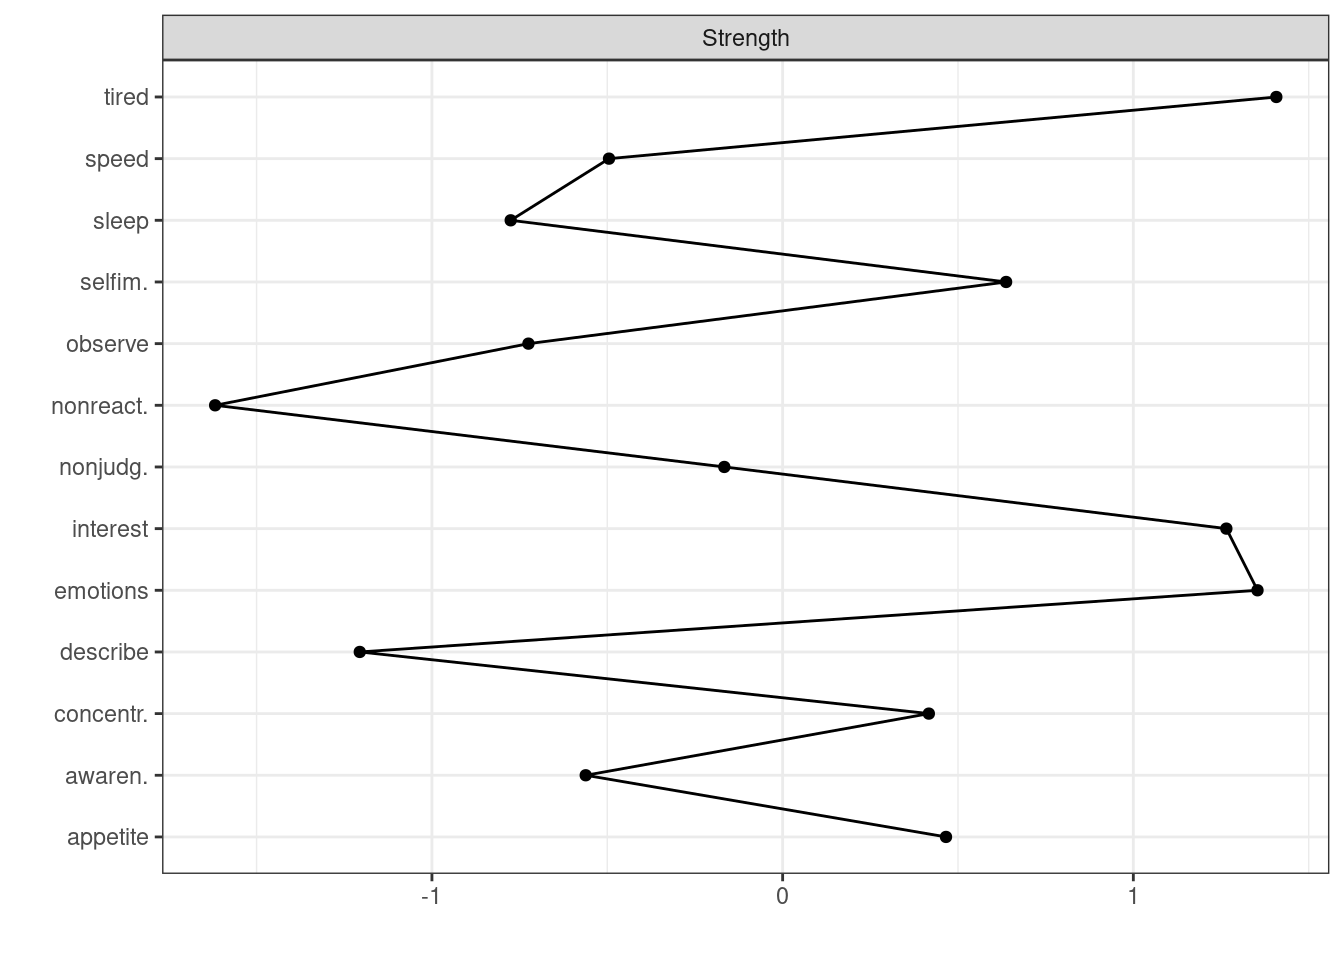 Strength
tired
speed
sleep
selfim.
observe
nonreact.
nonjudg.
interest
emotions
describe
concentr.
awaren.
appetite
-1 0 1